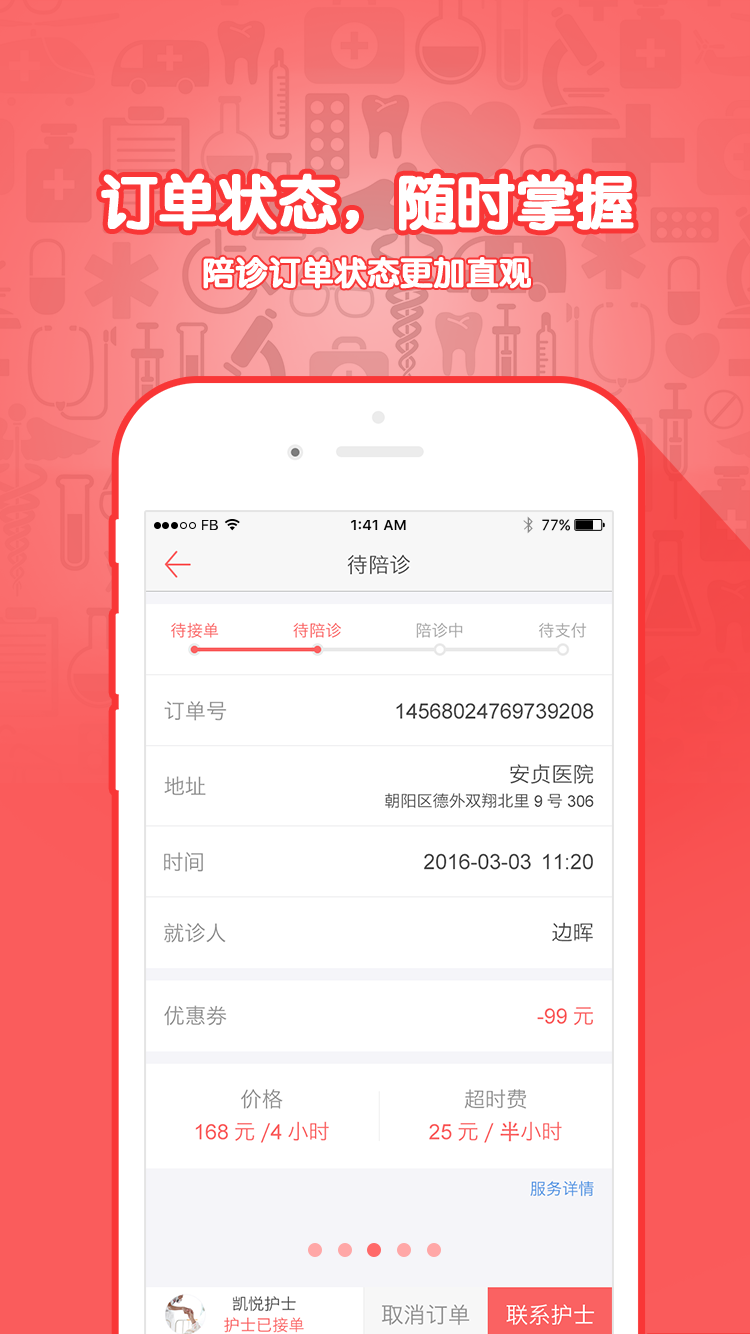 订单状态，随时掌握
陪诊订单状态更加直观
FB 1:41 AM 77%
待陪诊
待接单 待陪诊 陪诊中 待支付
订单号 14568024769739208
地址 安贞医院
朝阳区德外双翔北里 9 号 306
时间 2016-03-03 11:20
就诊人 边晖
优惠券 -99 元
价格 超时费
168 元 /4 小时 25 元 / 半小时
服务详情
凯悦护士
护士已接单
取消订单 联系护士